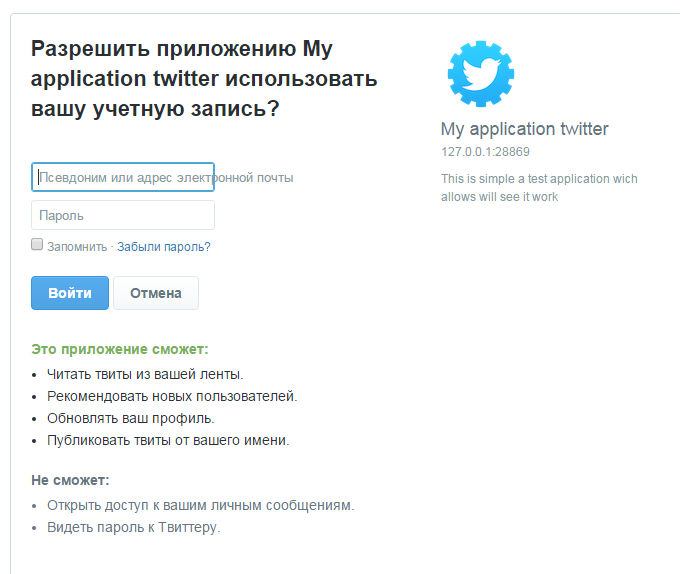 Разрешить приложению My
application twitter использовать
вашу учетную запись?
Псевдоним или адрес электронной почты
Пароль
Запомнить · Забыли пароль?
Войти
Отмена
Это приложение сможет:
• Читать твиты из вашей ленты.
• Рекомендовать новых пользователей.
• Обновлять ваш профиль.
• Публиковать твиты от вашего имени.
Не сможет:
• Открыть доступ к вашим личным сообщениям.
• Видеть пароль к Твиттеру.
My application twitter
127.0.0.1:28869
This is simple a test application wich
allows will see it work